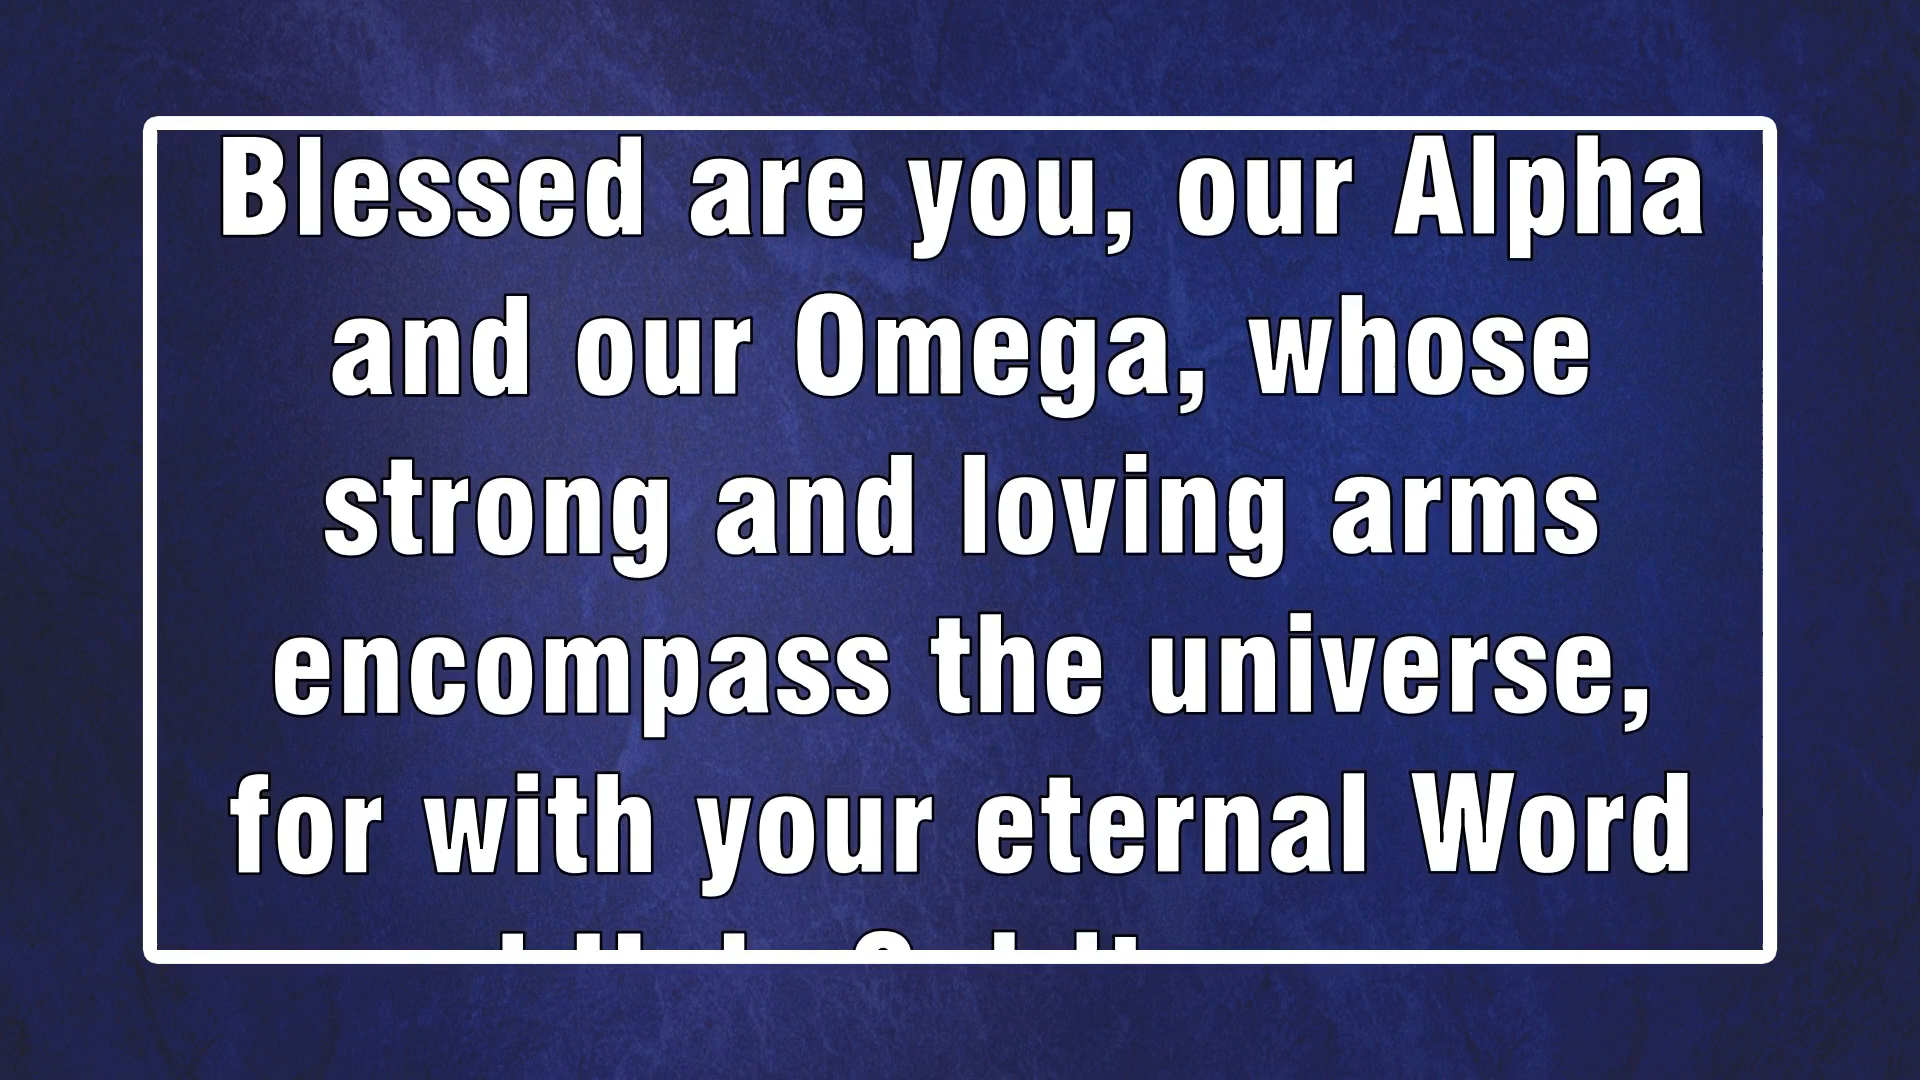 Blessed are you, our Alpha
and our Omega, whose
strong and loving arms
encompass the universe,
for with your eternal Word